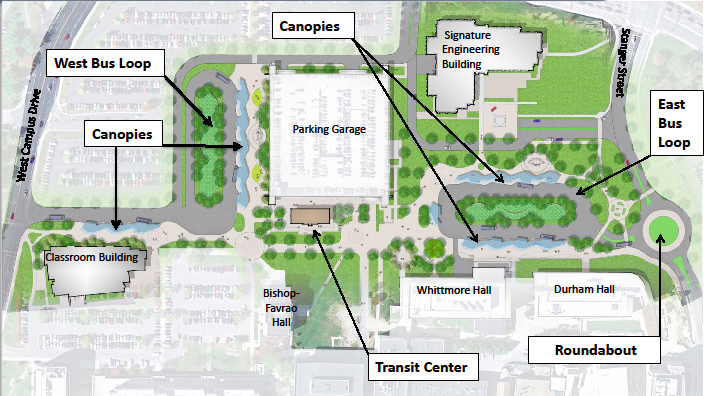 Canopies
Signature
Engineering
Building
Stanger Street
West Bus Loop
West Campus Drive
East
Bus
Loop
Canopies
Parking Garage
Classroom Building
Bishop-
Favrao
Hall
Whittmore Hall
Durham Hall
Roundabout
Transit Center